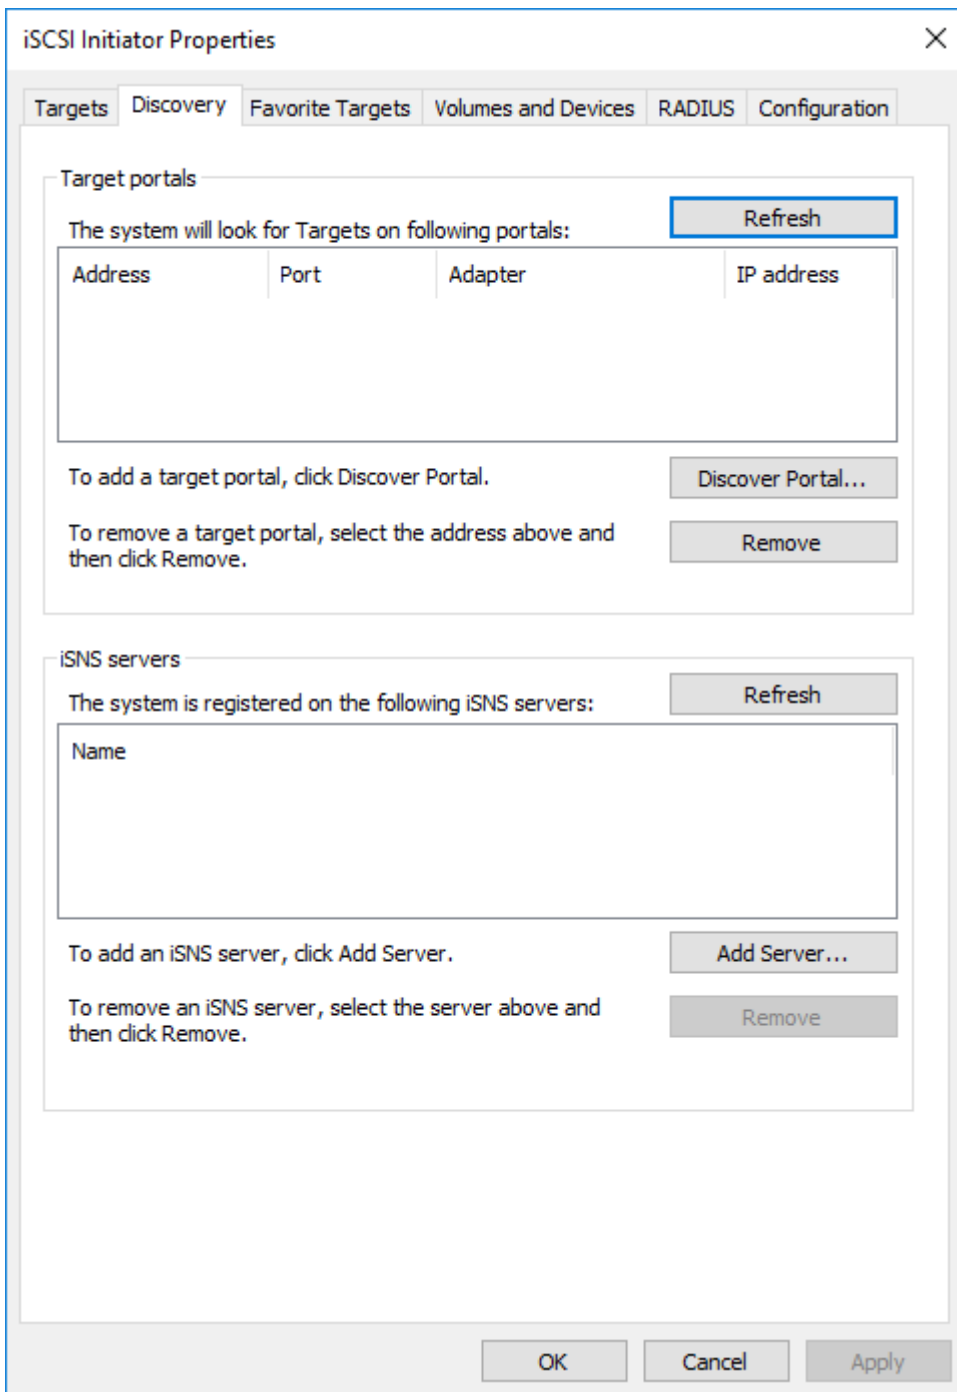 iSCSI Initiator Properties
Targets Discovery Favorite Targets Volumes and Devices RADIUS Configuration
Target portals
The system will look for Targets on following portals:
Refresh
Address Port Adapter IP address
To add a target portal, click Discover Portal.
Discover Portal...
To remove a target portal, select the address above and
then click Remove.
Remove
iSNS servers
The system is registered on the following iSNS servers:
Refresh
Name
To add an iSNS server, click Add Server.
Add Server...
To remove an iSNS server, select the server above and
then click Remove.
Remove
OK Cancel Apply